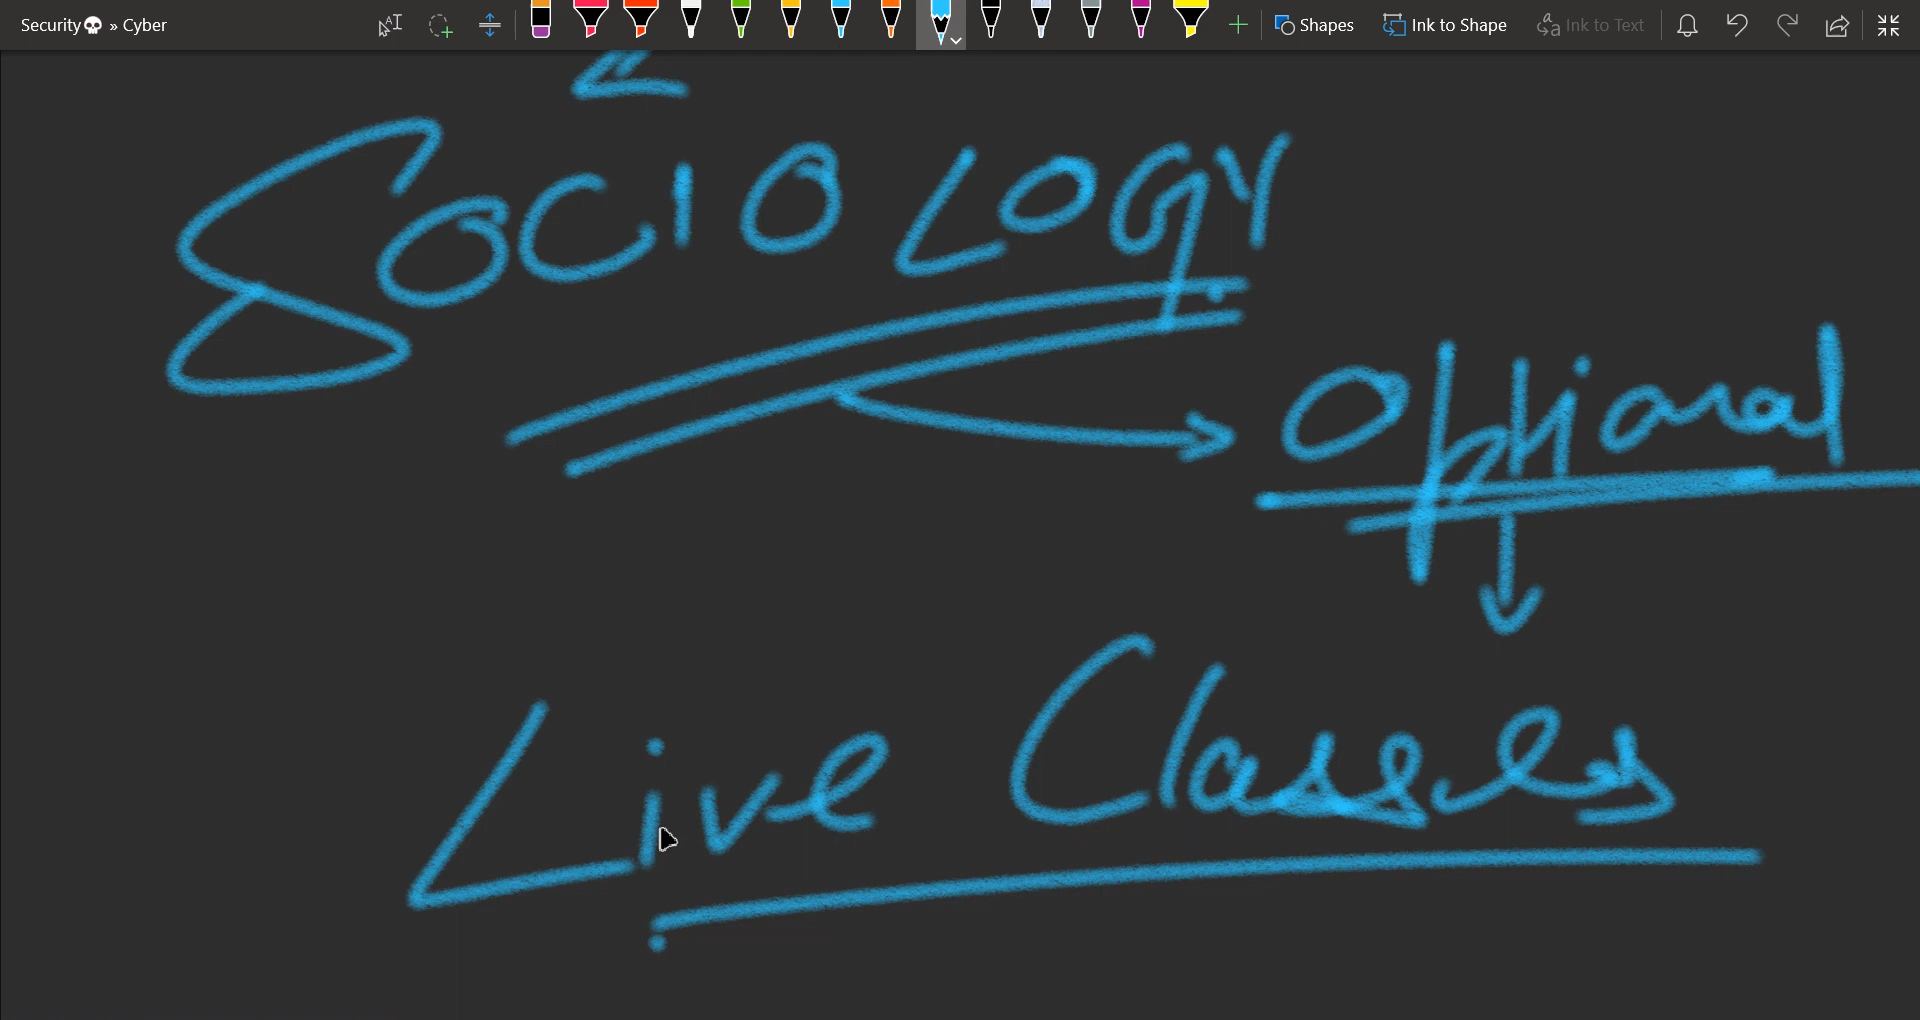 Security💀 » Cyber Shapes Ink to Shape Ink to Text
SOCIOLOGY
Optional
Live Classes